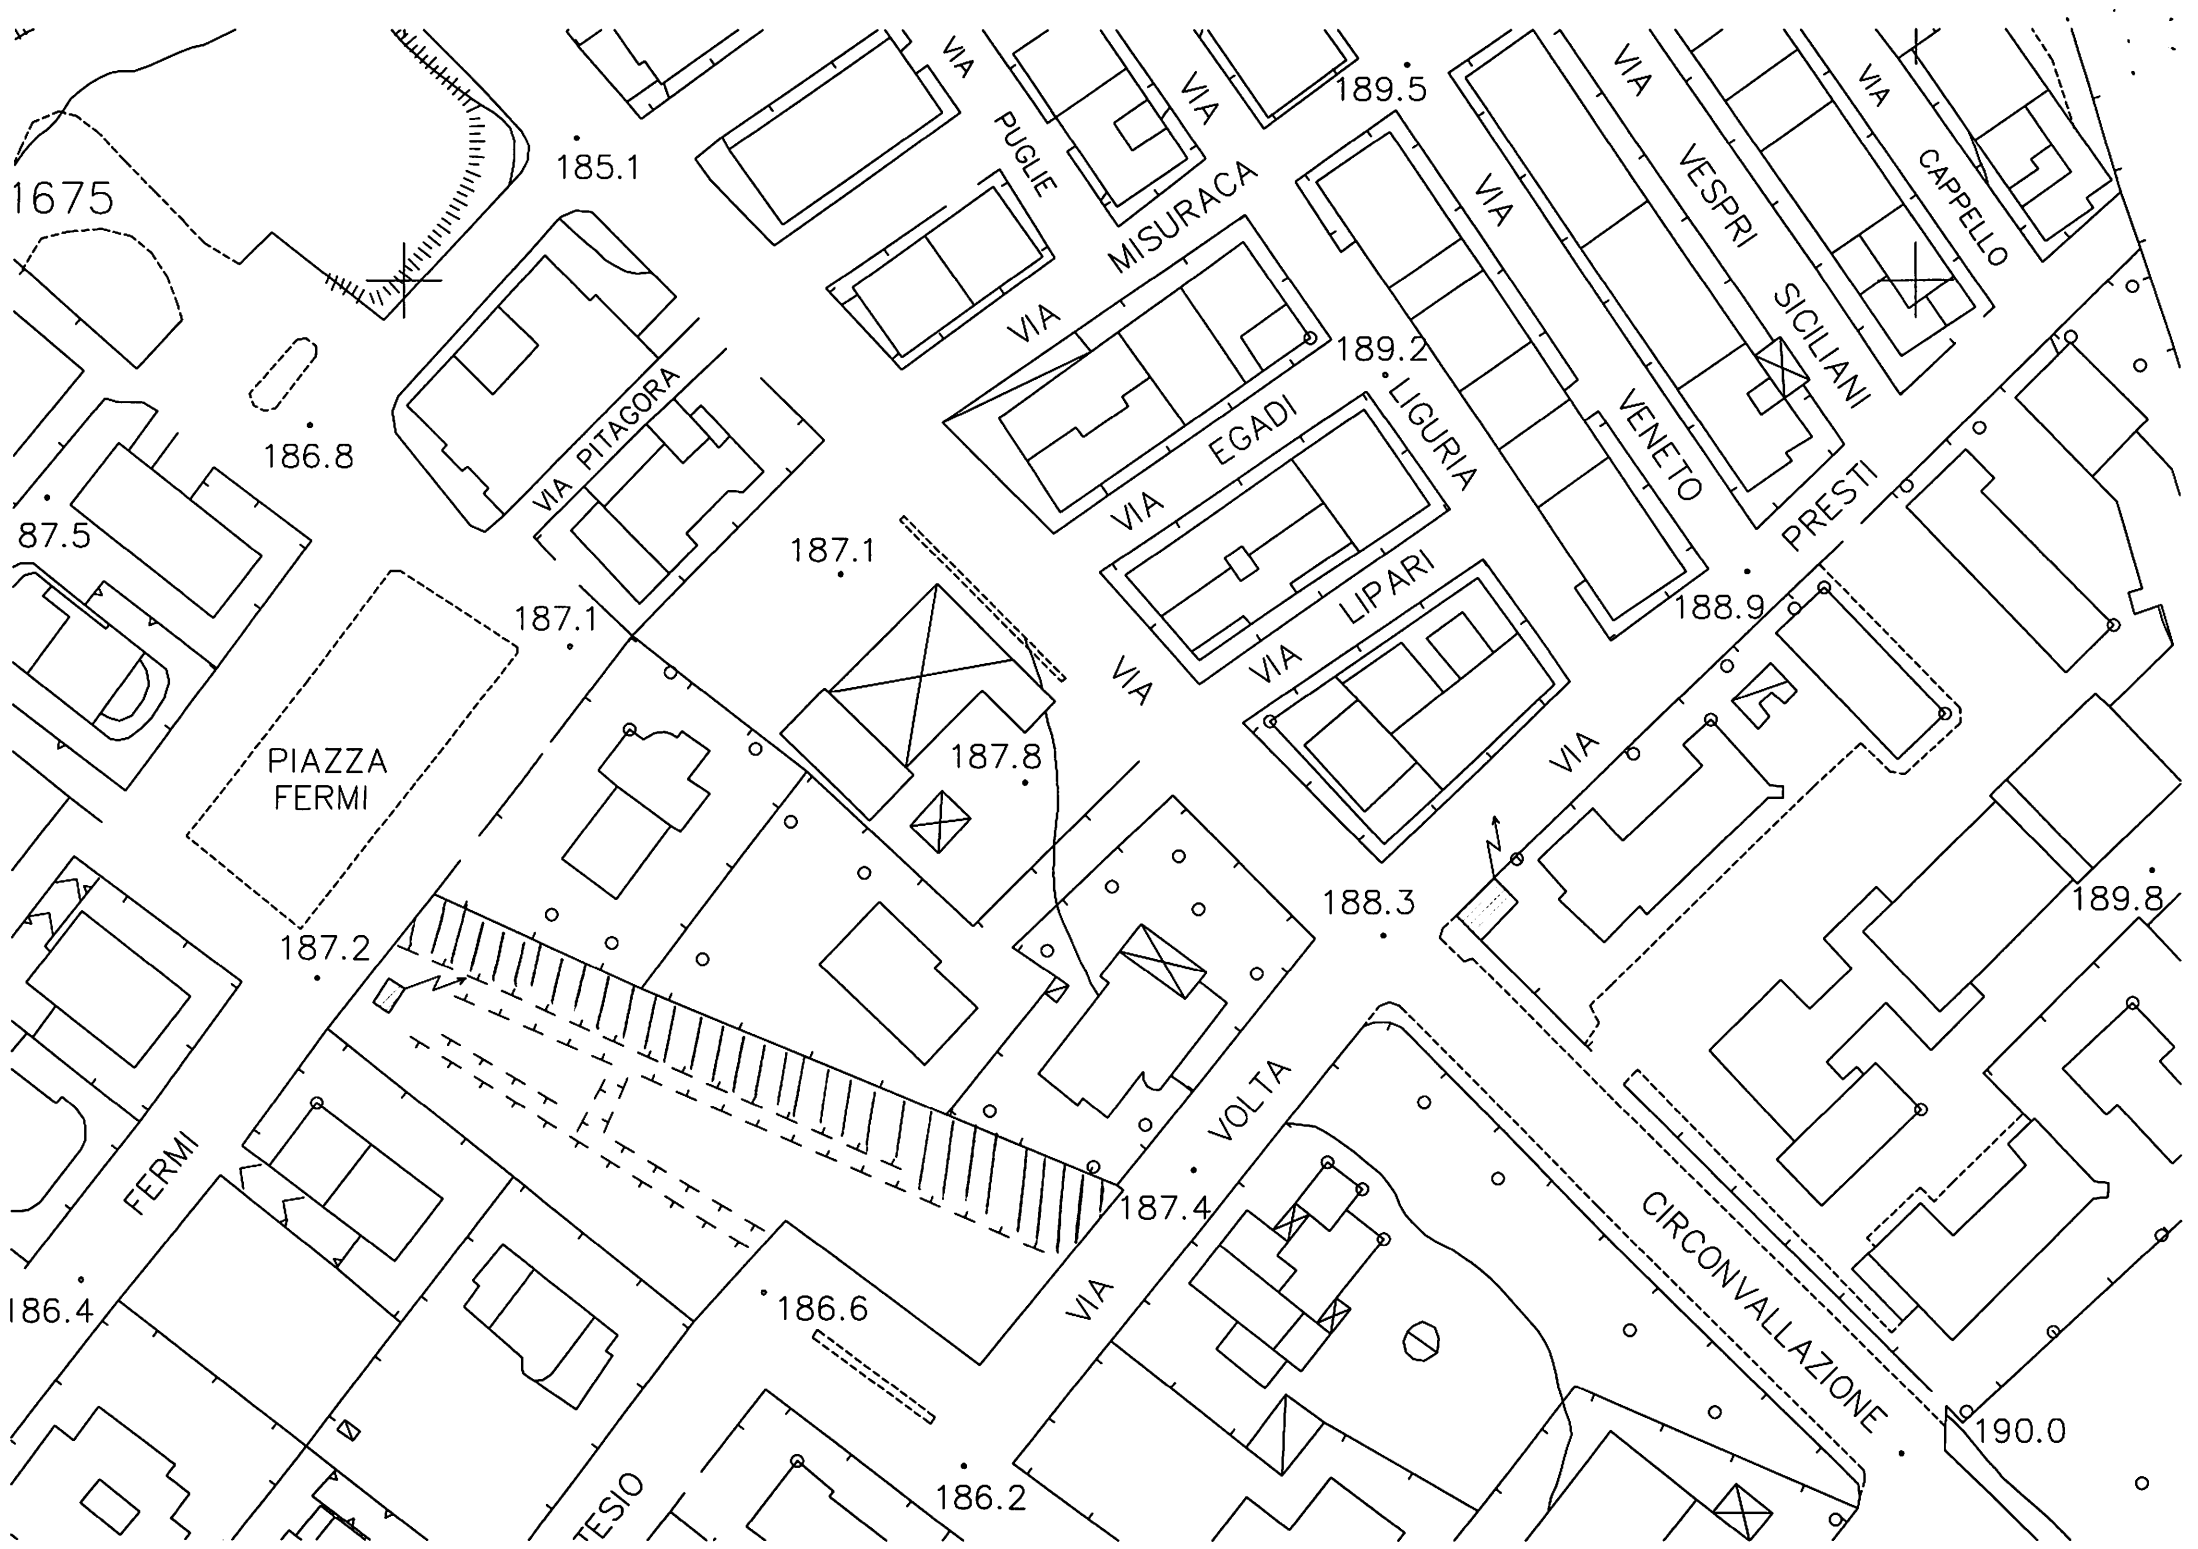 VIA
PUGLIE
VIA
189.5
VIA
VIA
CAPPELLO
185.1
1675
MISURACA
VIA
VIA
VESPRI
SICILIANI
VIA
VENETO
189.2
LIGURIA
VIA PITAGORA
186.8
EGADI
VIA
87.5
187.1
PRESTI
VIA
LIPARI
VIA
188.9
187.1
VIA
187.8
PIAZZA
FERMI
188.3
189.8
187.2
VOLTA
VIA
187.4
FERMI
CIRCONVALLAZIONE
186.4
186.6
190.0
186.2
TESIO